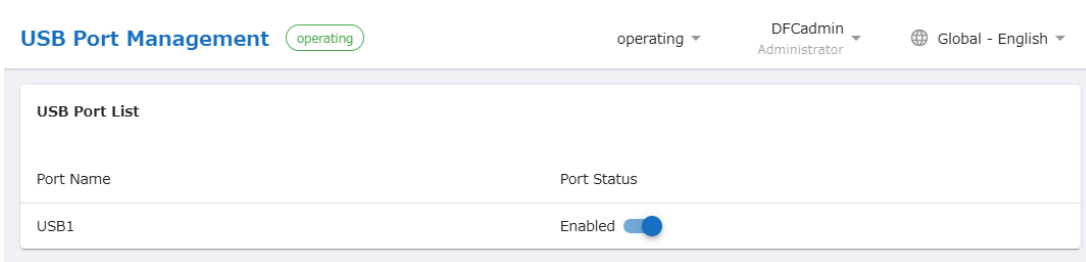 USB Port Management operating operating DFCadmin Administrator Global - English
USB Port List
Port Name Port Status
USB1 Enabled